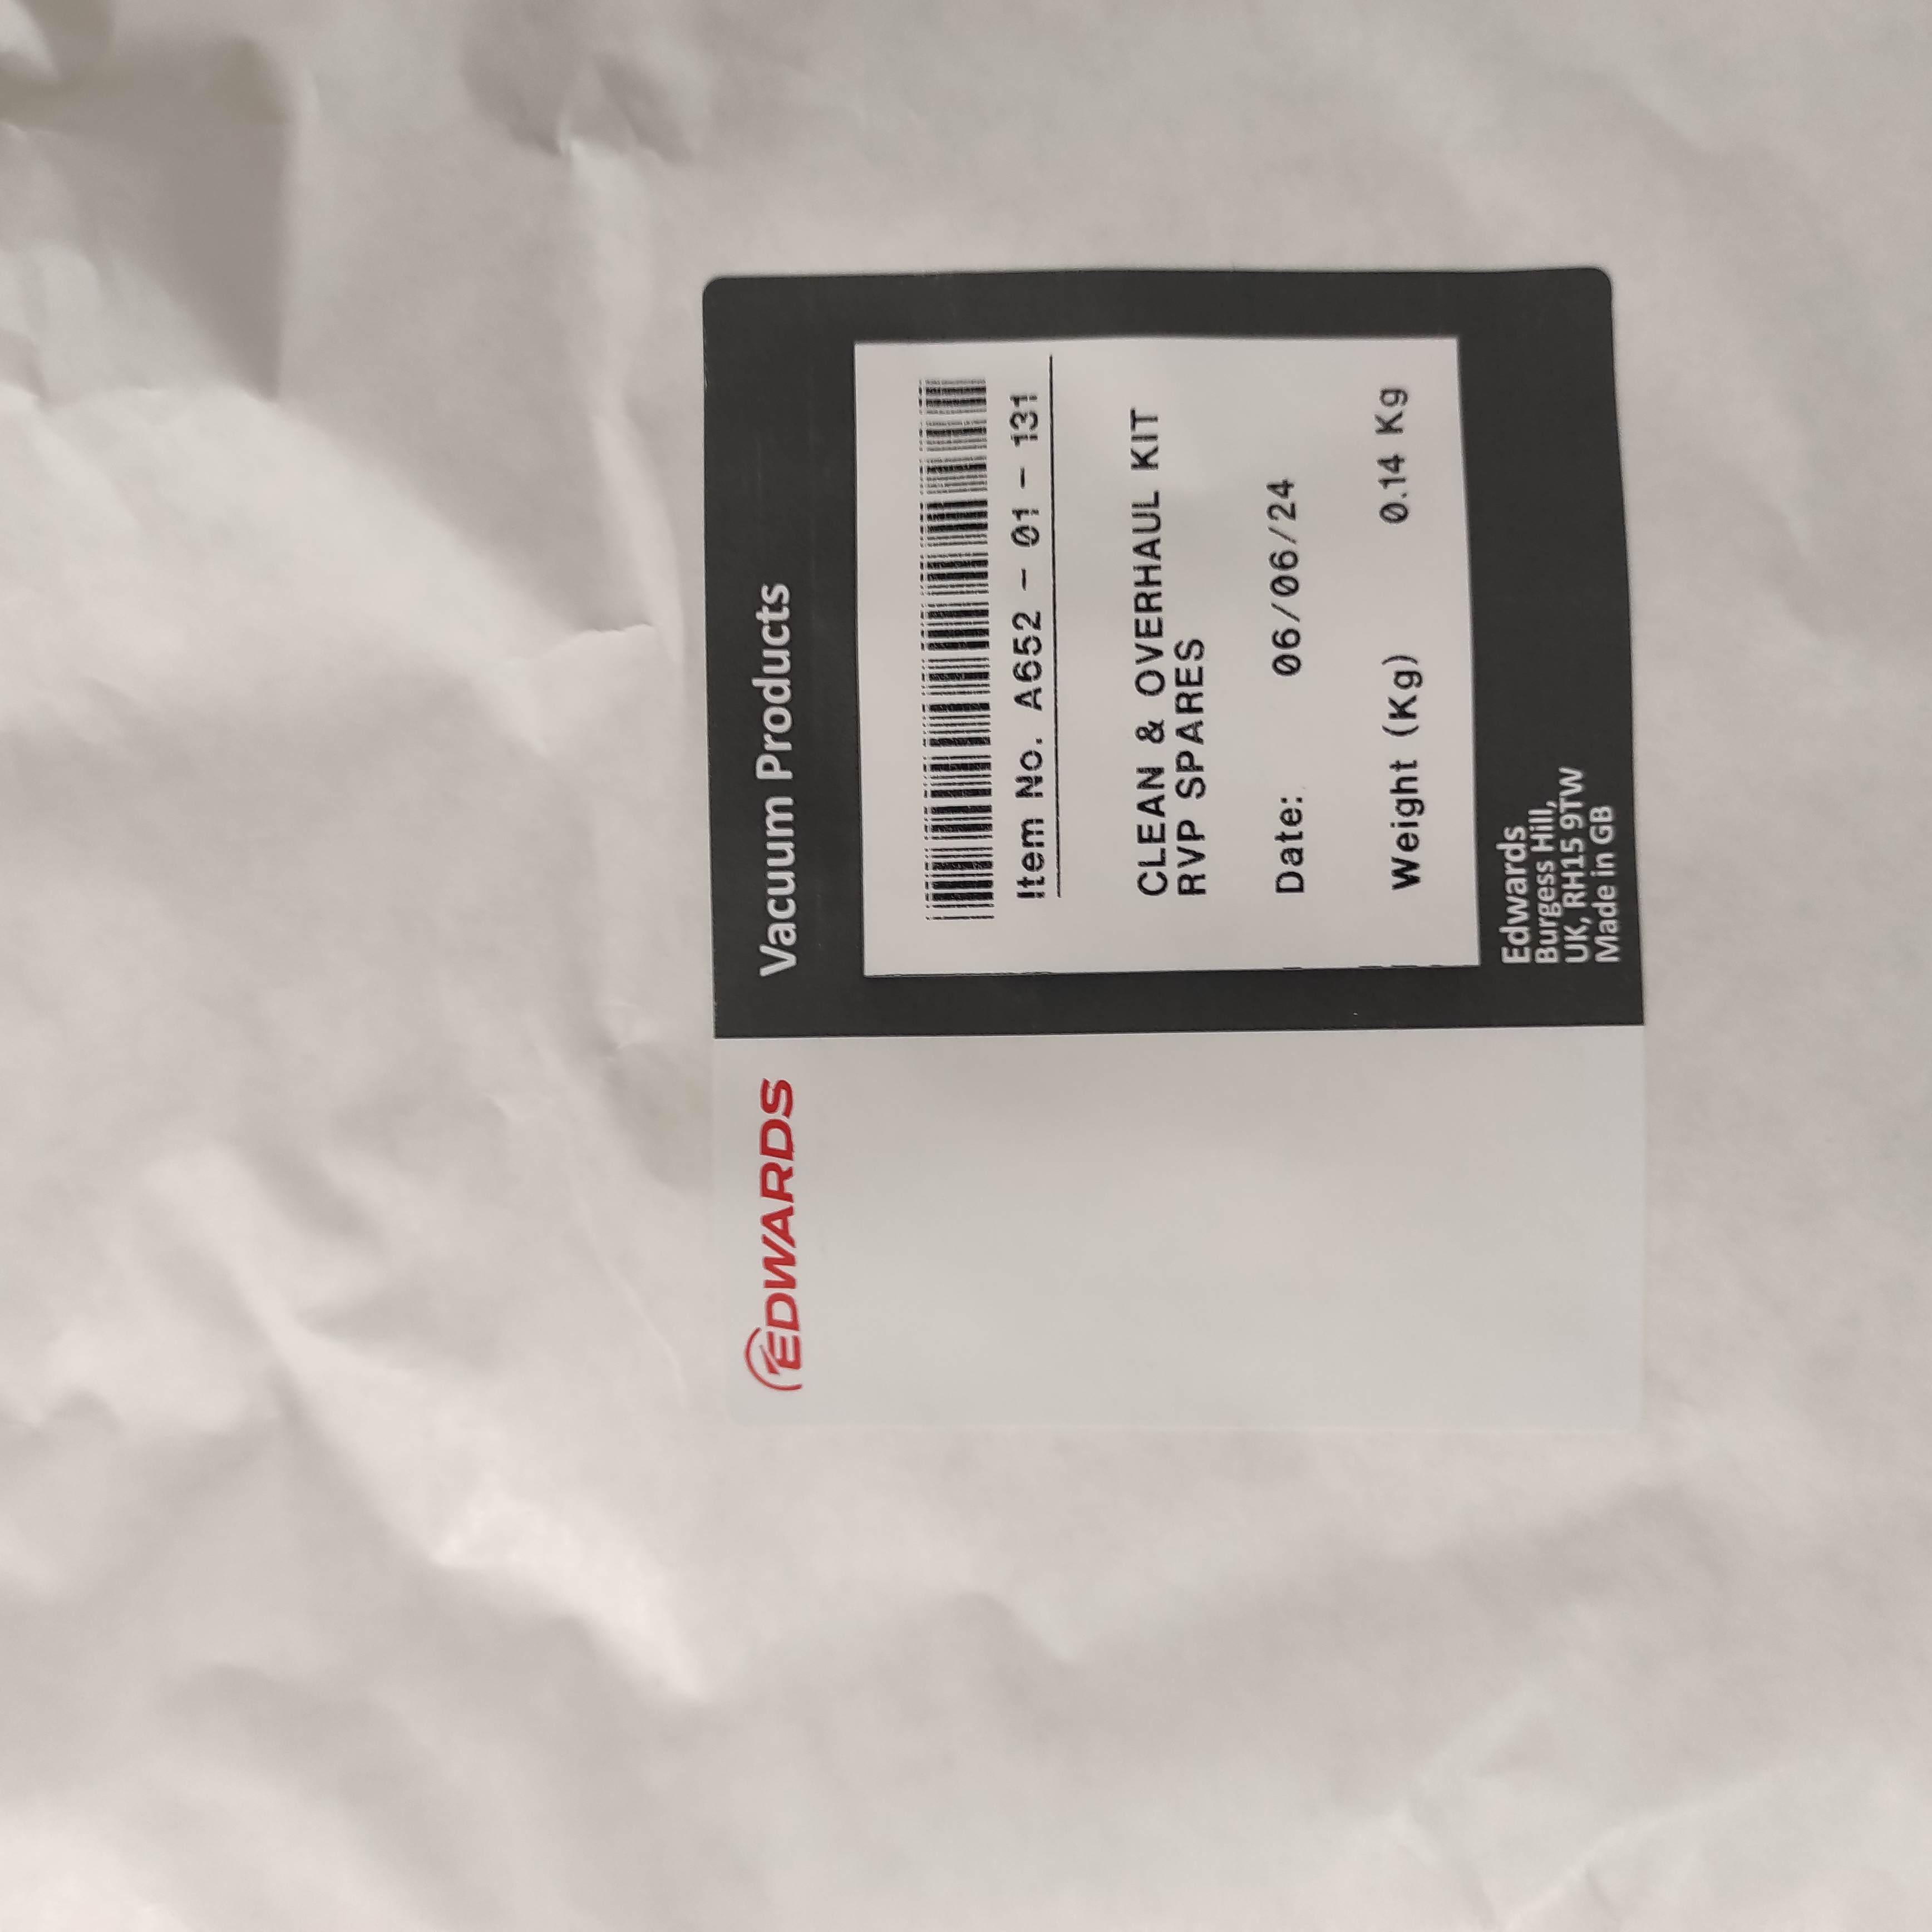 EDWARDS
Vacuum Products
Item No. A652 - 01 - 131
CLEAN & OVERHAUL KIT
RVP SPARES
Date: 06/06/24
Weight (Kg) 0.14 Kg
Edwards
Burgess Hill,
UK, RH15 9TW
Made in GB